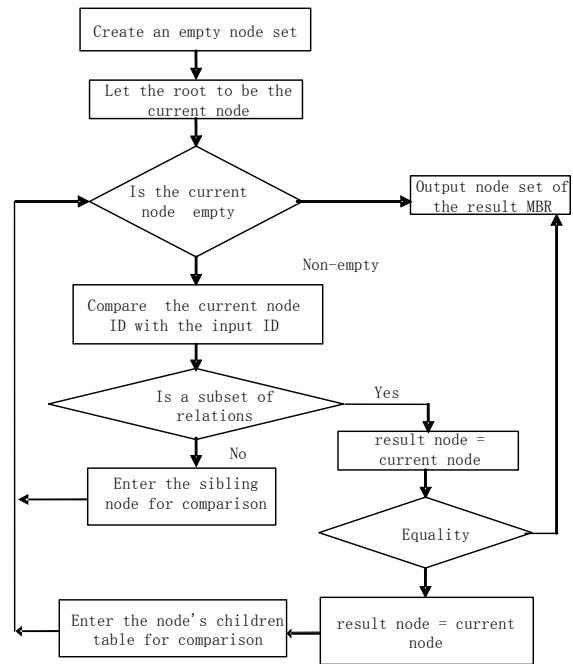 Create an empty node set
Let the root to be the
current node
Is the current
node empty
Output node set of
the result MBR
Non-empty
Compare the current node
ID with the input ID
Is a subset of
relations
Yes
No
result node =
current node
Enter the sibling
node for comparison
Equality
Enter the node's children
table for comparison
result node = current
node